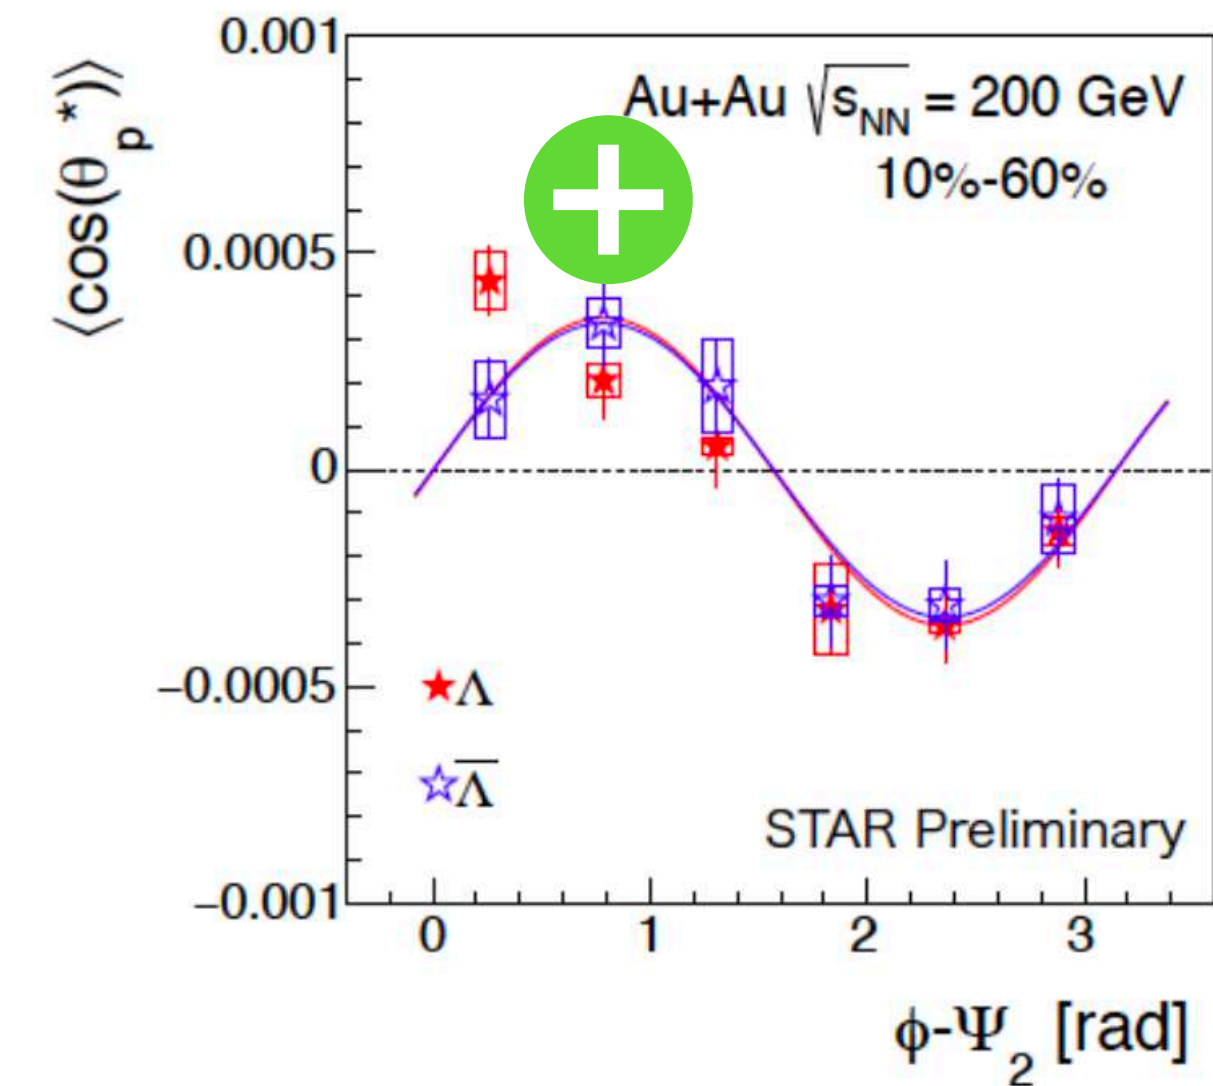 ⟨cos(θp*)⟩
0.001
0.0005
0
−0.0005
−0.001
Au+Au √sNN = 200 GeV
10%-60%
Λ
Λ̅
STAR Preliminary
0 1 2 3
ϕ-Ψ2 [rad]